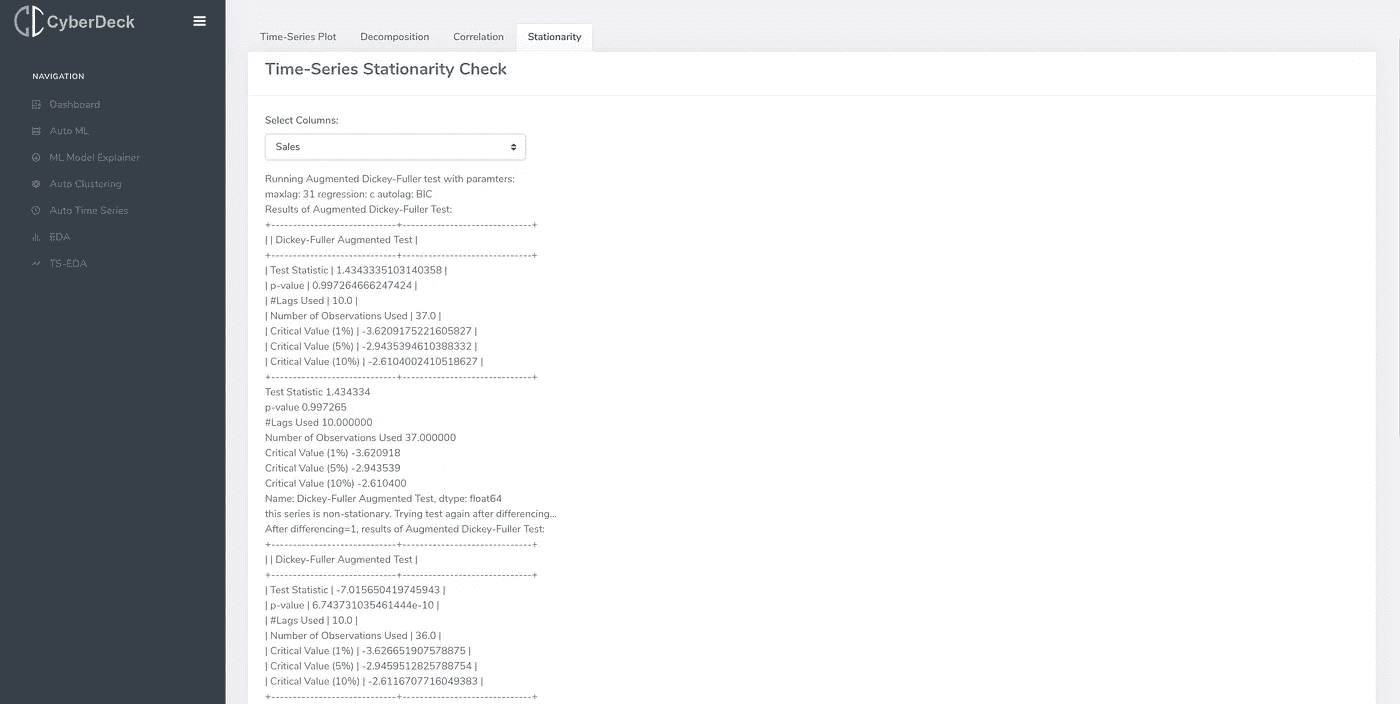 CyberDeck
NAVIGATION
Dashboard
Auto ML
ML Model Explainer
Auto Clustering
Auto Time Series
EDA
TS-EDA
Time-Series Plot Decomposition Correlation Stationarity
Time-Series Stationarity Check
Select Columns:
Sales
Running Augmented Dickey-Fuller test with paramters:
maxlag: 31 regression: c autolag: BIC
Results of Augmented Dickey-Fuller Test:
+-----------------------------+------------------------------+
| | Dickey-Fuller Augmented Test |
+-----------------------------+------------------------------+
| Test Statistic | 1.4343335103140358 |
| p-value | 0.997264666247424 |
| #Lags Used | 10.0 |
| Number of Observations Used | 37.0 |
| Critical Value (1%) | -3.6209175221605827 |
| Critical Value (5%) | -2.9435394610388332 |
| Critical Value (10%) | -2.6104002410518627 |
+-----------------------------+------------------------------+
Test Statistic 1.434334
p-value 0.997265
#Lags Used 10.000000
Number of Observations Used 37.000000
Critical Value (1%) -3.620918
Critical Value (5%) -2.943539
Critical Value (10%) -2.610400
Name: Dickey-Fuller Augmented Test, dtype: float64
this series is non-stationary. Trying test again after differencing...
After differencing=1, results of Augmented Dickey-Fuller Test:
+-----------------------------+------------------------------+
| | Dickey-Fuller Augmented Test |
+-----------------------------+------------------------------+
| Test Statistic | -7.015650419745943 |
| p-value | 6.743731035461444e-10 |
| #Lags Used | 10.0 |
| Number of Observations Used | 36.0 |
| Critical Value (1%) | -3.626651907578875 |
| Critical Value (5%) | -2.9459512825788754 |
| Critical Value (10%) | -2.6116707716049383 |
+-----------------------------+------------------------------+